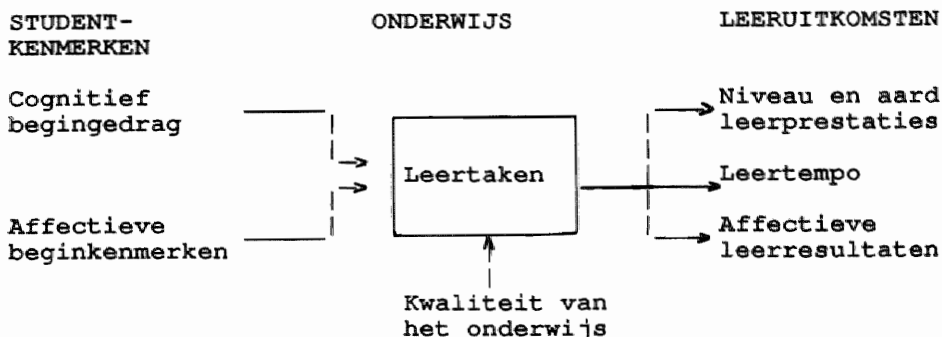 STUDENT-
KENMERKEN
ONDERWIJS
LEERUITKOMSTEN
Cognitief
begingedrag
Affectieve
beginkenmerken
Leertaken
Kwaliteit van
het onderwijs
Niveau en aard
leerprestaties
Leertempo
Affectieve
leerresultaten